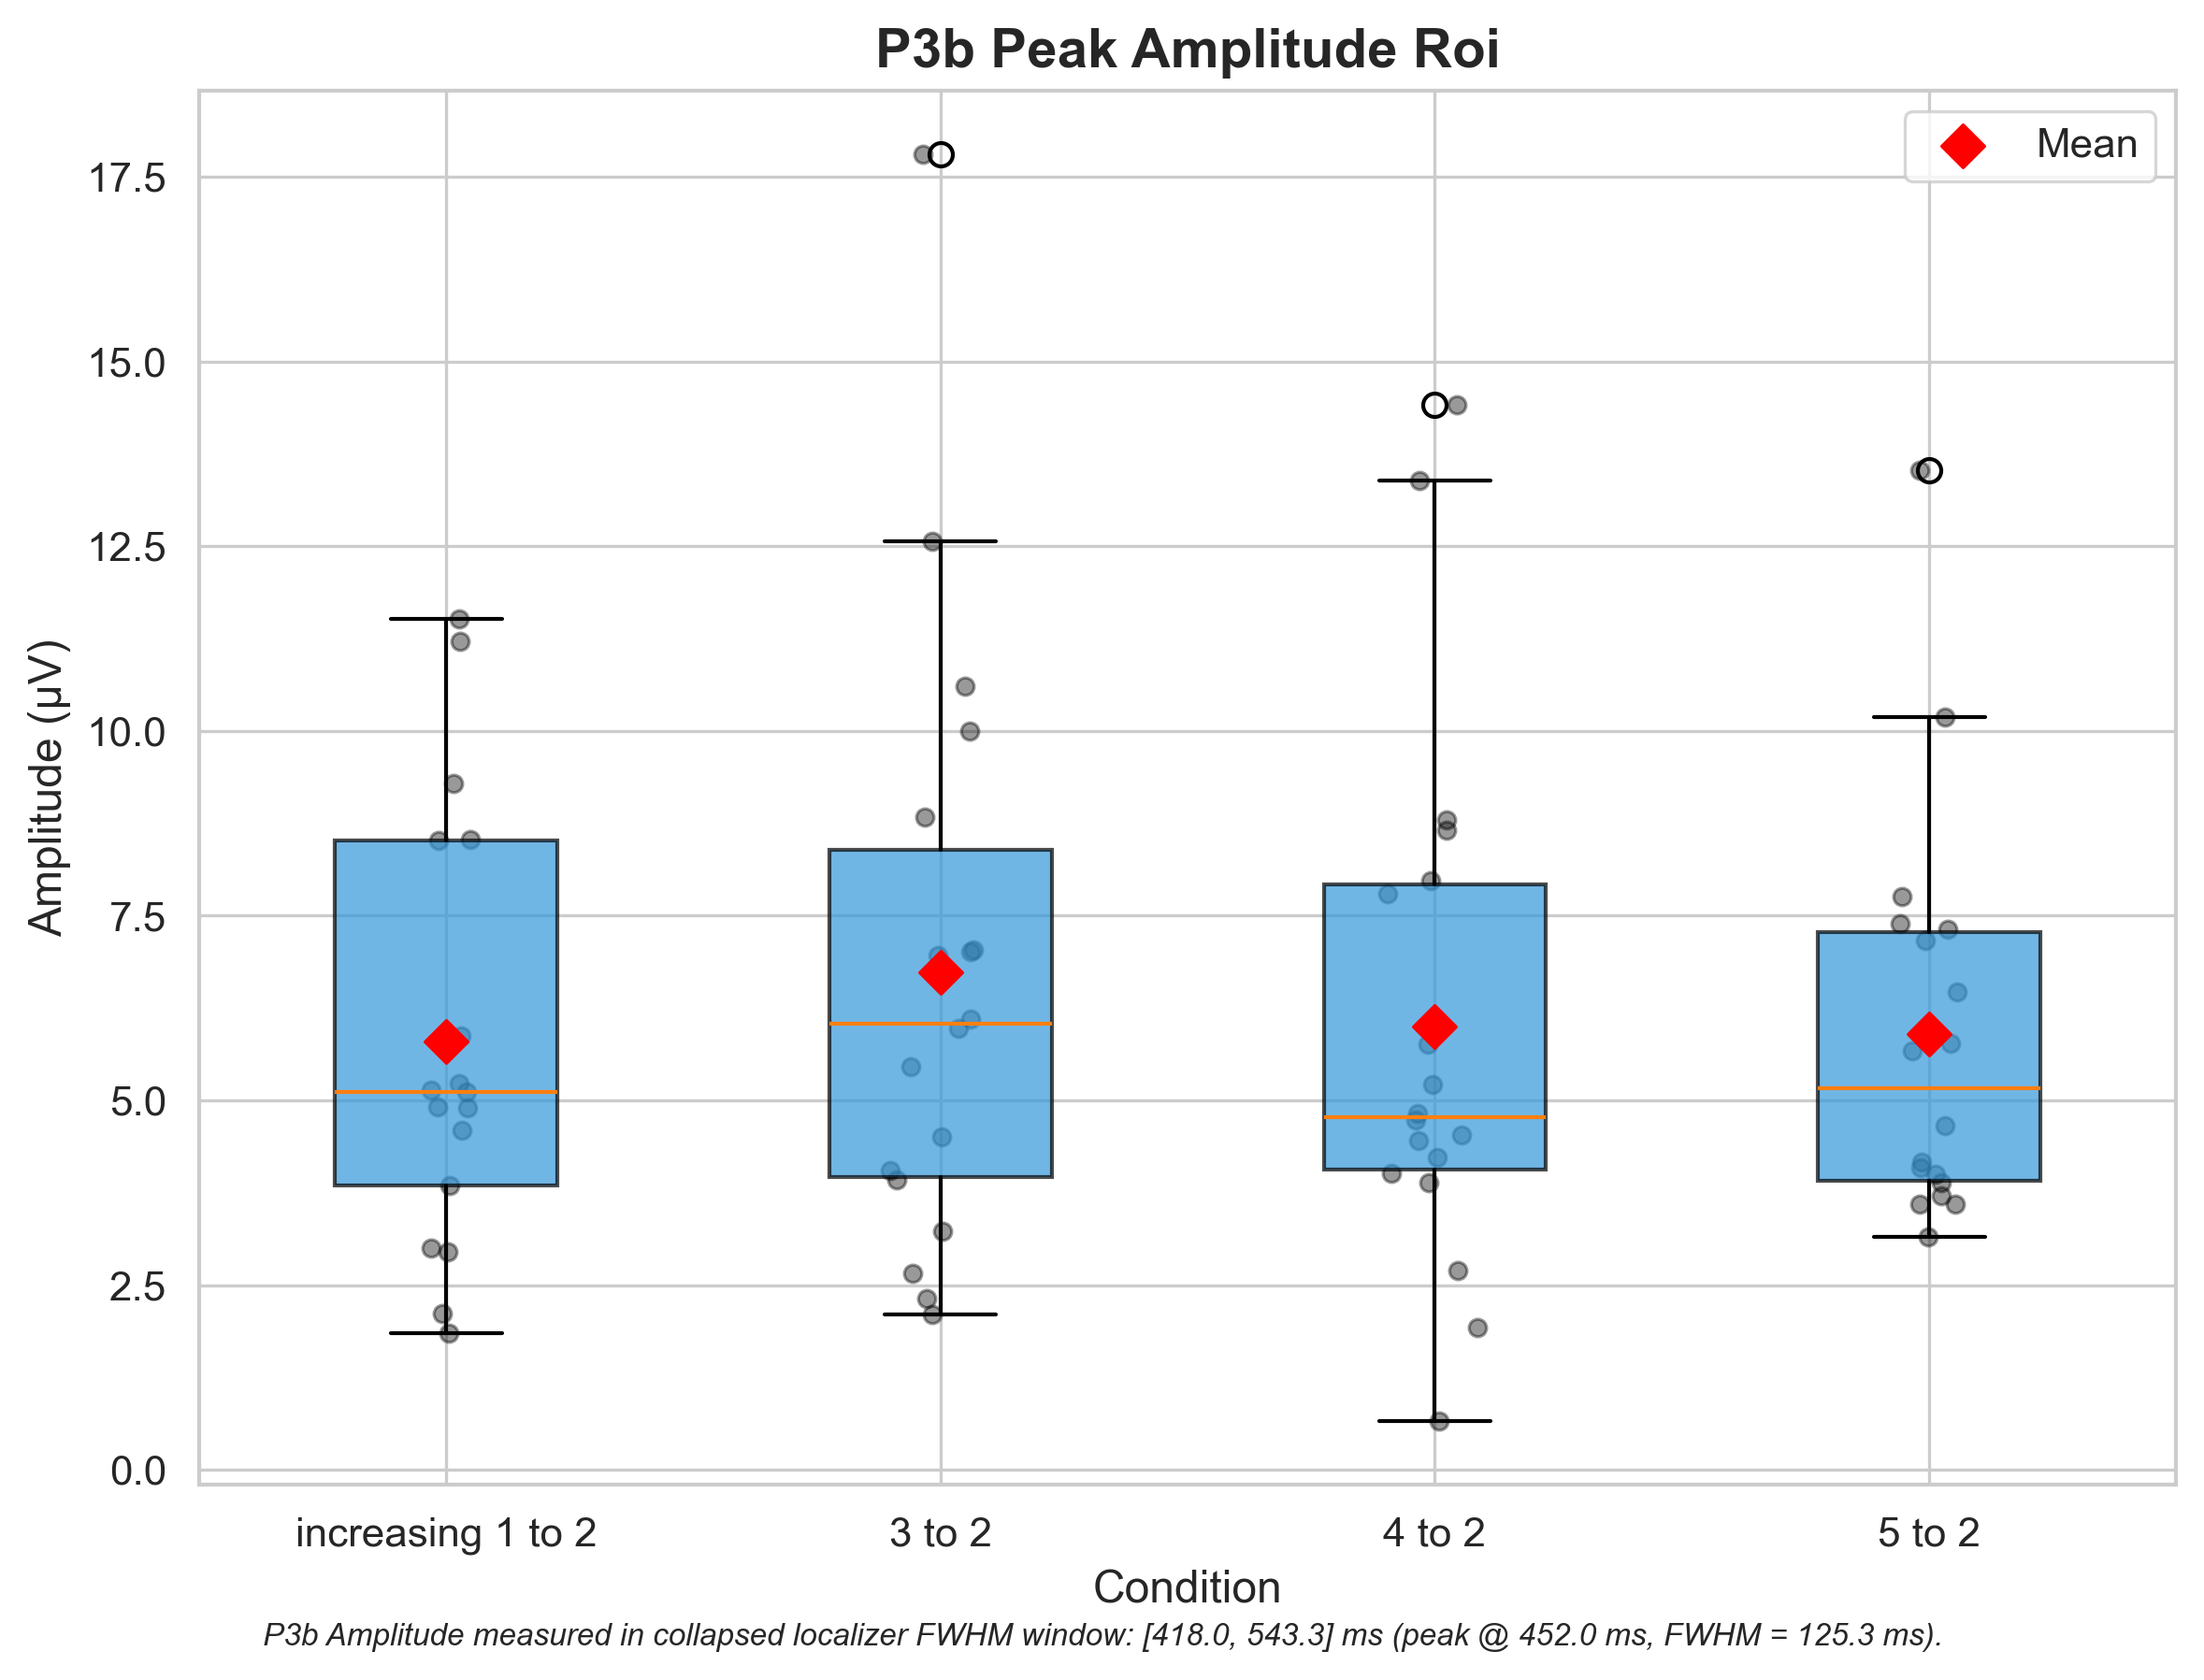 P3b Peak Amplitude Roi
Mean
17.5
15.0
12.5
10.0
7.5
5.0
2.5
0.0
Amplitude (µV)
increasing 1 to 2
3 to 2
4 to 2
5 to 2
Condition
P3b Amplitude measured in collapsed localizer FWHM window: [418.0, 543.3] ms (peak @ 452.0 ms, FWHM = 125.3 ms).